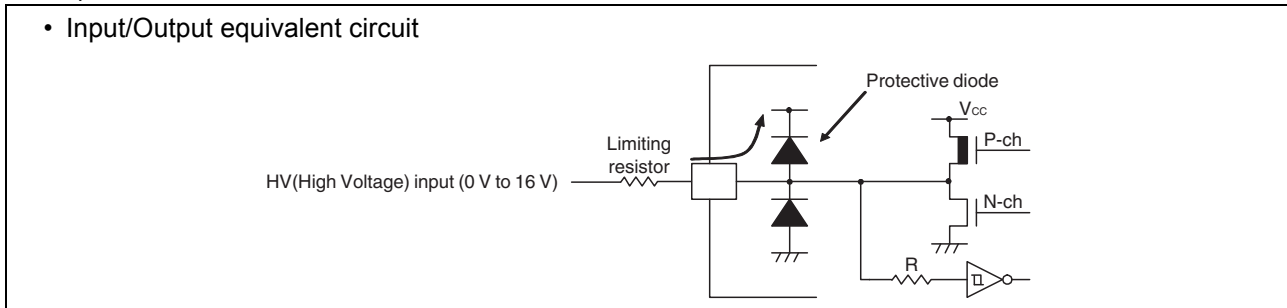 • Input/Output equivalent circuit
Protective diode
Vcc
P-ch
Limiting
resistor
HV(High Voltage) input (0 V to 16 V)
N-ch
R